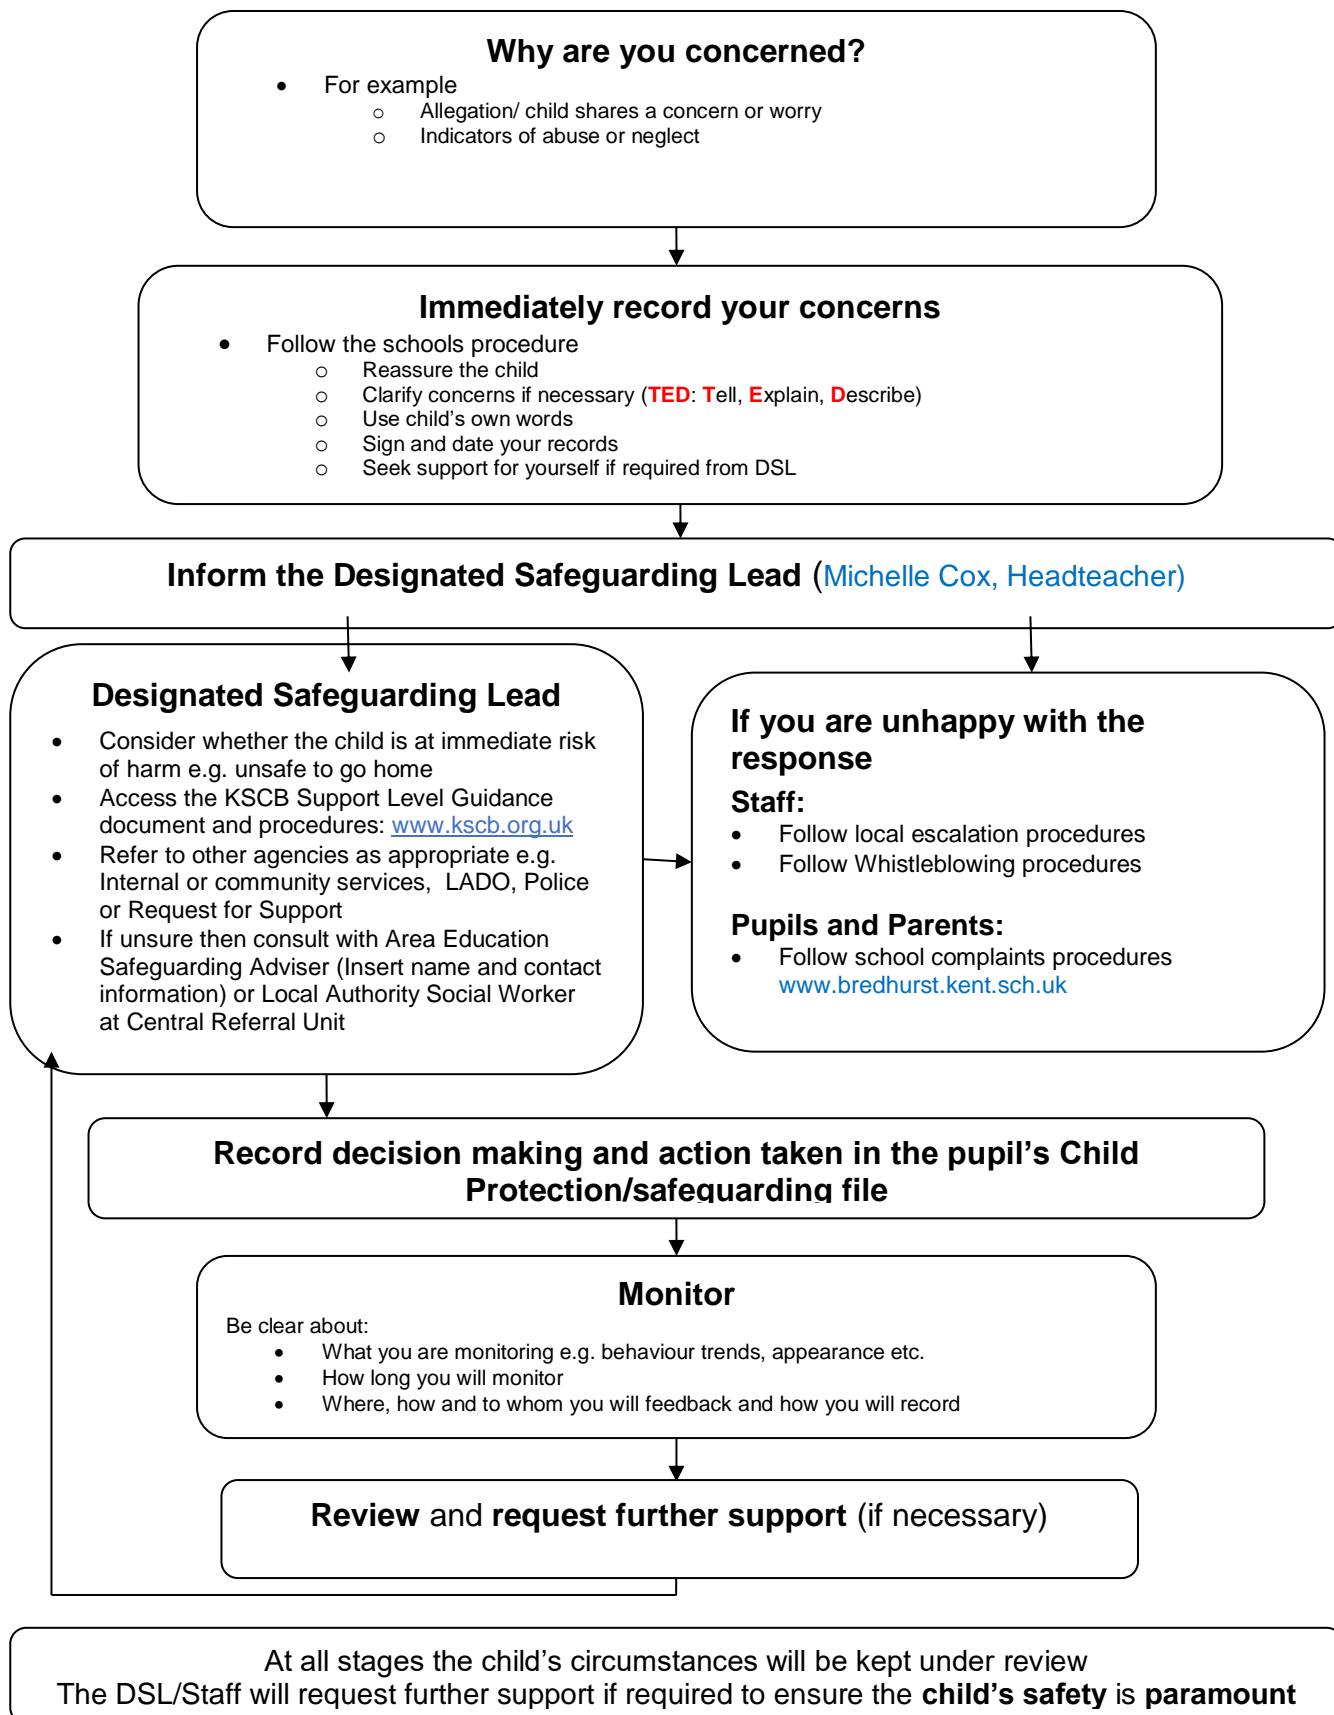 Why are you concerned?
• For example
o Allegation/ child shares a concern or worry
o Indicators of abuse or neglect
Immediately record your concerns
• Follow the schools procedure
o Reassure the child
o Clarify concerns if necessary (TED: Tell, Explain, Describe)
o Use child’s own words
o Sign and date your records
o Seek support for yourself if required from DSL
Inform the Designated Safeguarding Lead (Michelle Cox, Headteacher)
Designated Safeguarding Lead
• Consider whether the child is at immediate risk
of harm e.g. unsafe to go home
• Access the KSCB Support Level Guidance
document and procedures: www.kscb.org.uk
• Refer to other agencies as appropriate e.g.
Internal or community services, LADO, Police
or Request for Support
• If unsure then consult with Area Education
Safeguarding Adviser (Insert name and contact
information) or Local Authority Social Worker
at Central Referral Unit
If you are unhappy with the
response
Staff:
• Follow local escalation procedures
• Follow Whistleblowing procedures
Pupils and Parents:
• Follow school complaints procedures
www.bredhurst.kent.sch.uk
Record decision making and action taken in the pupil’s Child
Protection/safeguarding file
Monitor
Be clear about:
• What you are monitoring e.g. behaviour trends, appearance etc.
• How long you will monitor
• Where, how and to whom you will feedback and how you will record
Review and request further support (if necessary)
At all stages the child’s circumstances will be kept under review
The DSL/Staff will request further support if required to ensure the child’s safety is paramount